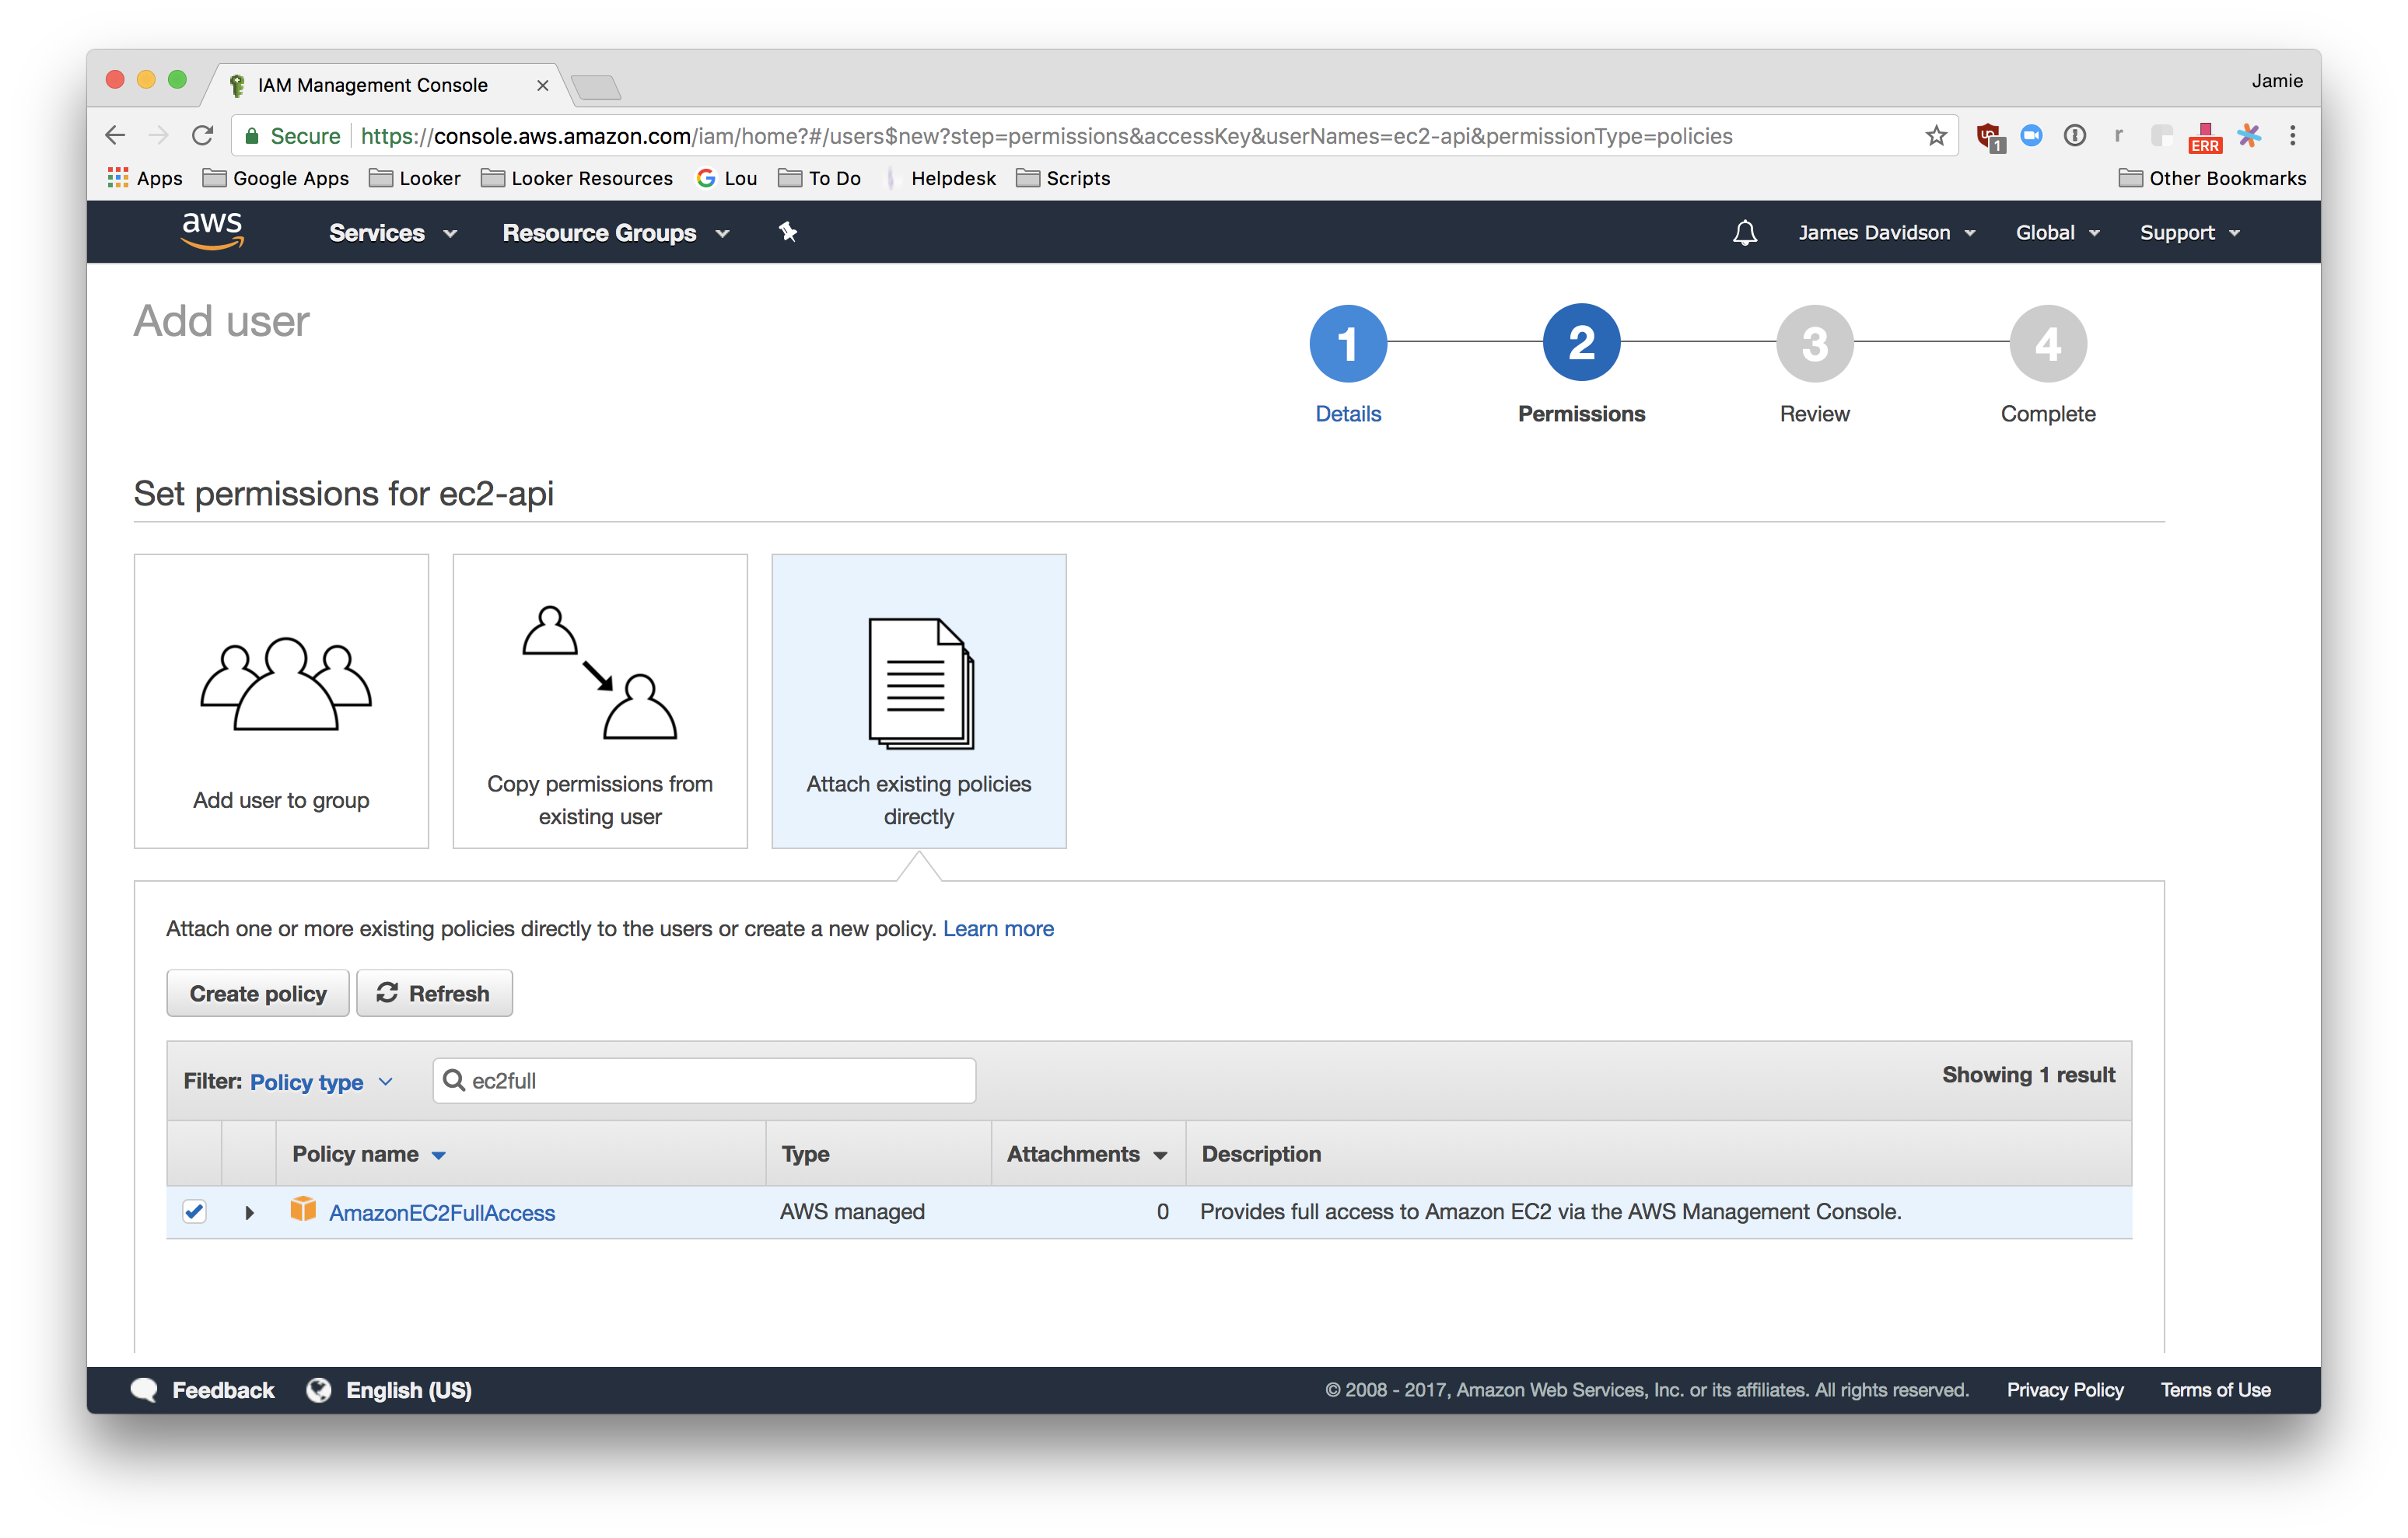 IAM Management Console
Jamie
Secure https://console.aws.amazon.com/iam/home?#/users$new?step=permissions&accessKey&userNames=ec2-api&permissionType=policies
1
r
ERR
Apps Google Apps Looker Looker Resources Lou To Do Helpdesk Scripts Other Bookmarks
aws Services Resource Groups James Davidson Global Support
Add user
1 2 3 4
Details Permissions Review Complete
Set permissions for ec2-api
Add user to group
Copy permissions from
existing user
Attach existing policies
directly
Attach one or more existing policies directly to the users or create a new policy. Learn more
Create policy Refresh
Filter: Policy type ec2full Showing 1 result
Policy name Type Attachments Description
AmazonEC2FullAccess AWS managed 0 Provides full access to Amazon EC2 via the AWS Management Console.
Feedback English (US) © 2008 - 2017, Amazon Web Services, Inc. or its affiliates. All rights reserved. Privacy Policy Terms of Use